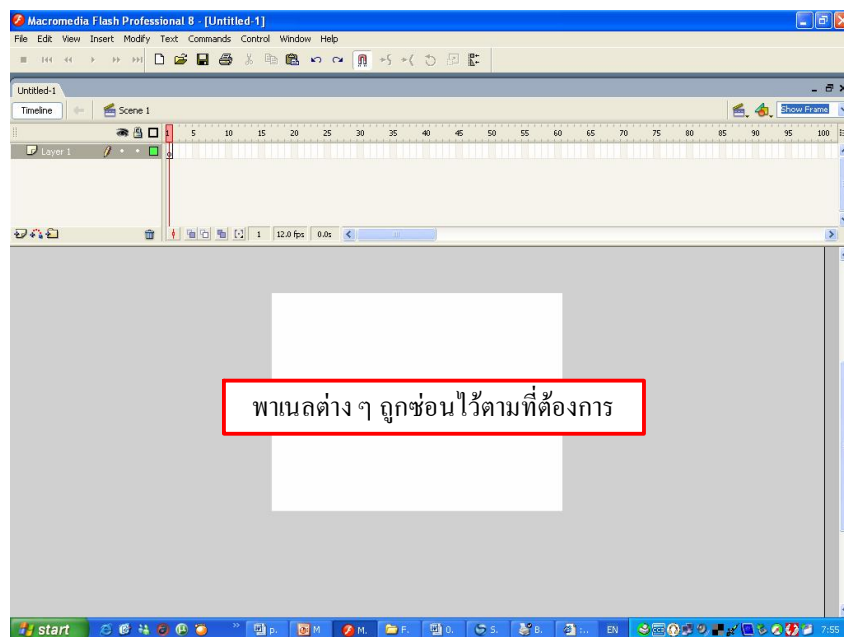 Macromedia Flash Professional 8 - [Untitled-1]
File Edit View Insert Modify Text Commands Control Window Help
Untitled-1
Timeline Scene 1 Show Frame
1 5 10 15 20 25 30 35 40 45 50 55 60 65 70 75 80 85 90 95 100
Layer 1
1 12.0 fps 0.0s
พาเนลต่าง ๆ ถูกซ่อนไว้ตามที่ต้องการ
start p. M M. F. 0. S. B. :.. EN 7:55